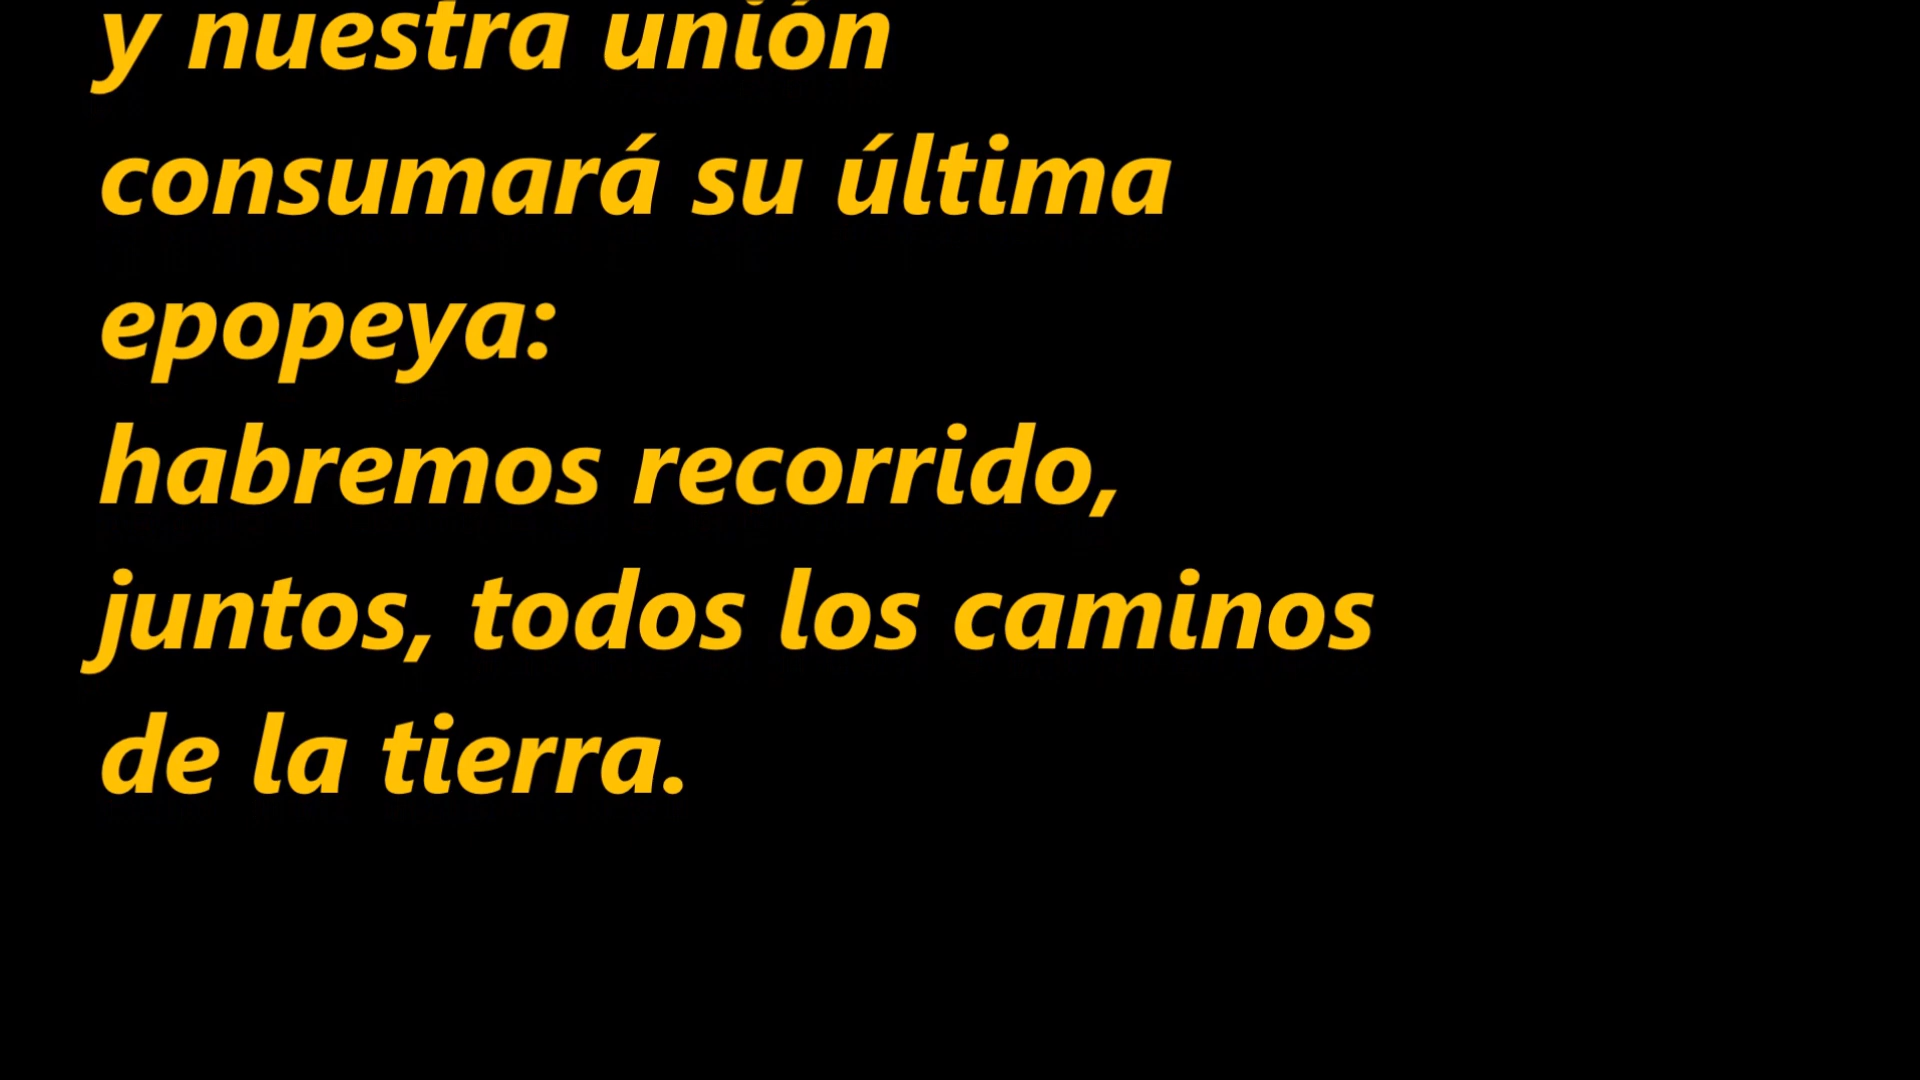 y nuestra unión
consumará su última
epopeya:
habremos recorrido,
juntos, todos los caminos
de la tierra.